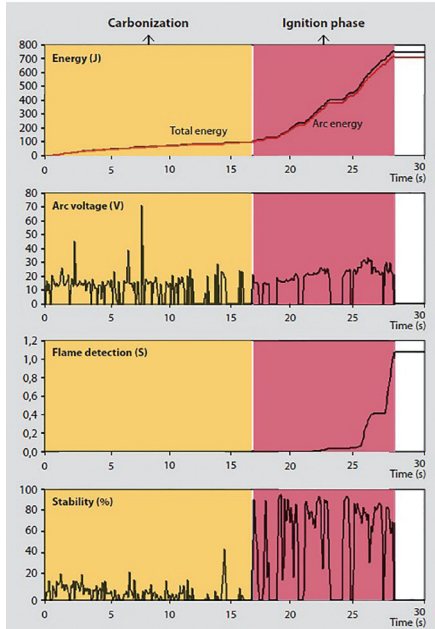 Carbonization Ignition phase
800
700
600
500
400
300
200
100
0
Energy (J)
Total energy
Arc energy
0 5 10 15 20 25 30
Time (s)
80
70
60
50
40
30
20
10
0
Arc voltage (V)
0 5 10 15 20 25 30
Time (s)
1,2
1,0
0,8
0,6
0,4
0,2
0,0
Flame detection (S)
0 5 10 15 20 25 30
Time (s)
100
80
60
40
20
0
Stability (%)
0 5 10 15 20 25 30
Time (s)